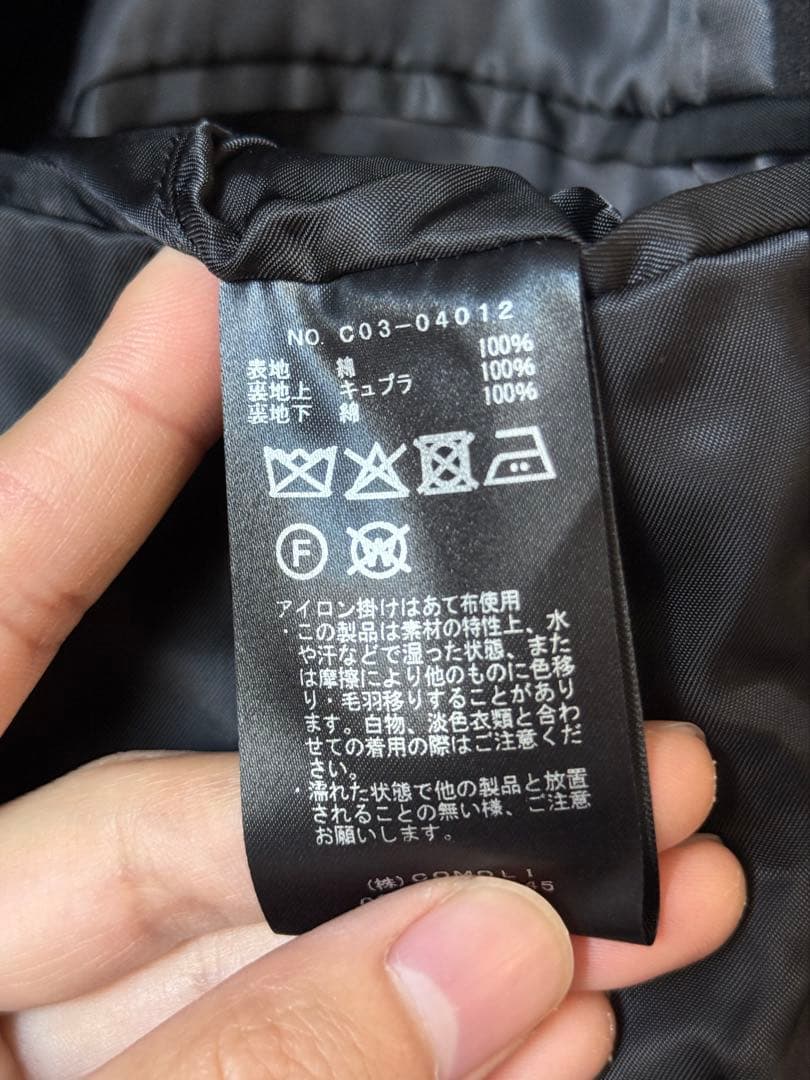 NO. C03-04012
表地 綿 100%
裏地上 キュプラ 100%
裏地下 綿 100%
F W
アイロン掛けはあて布使用
・この製品は素材の特性上、水
や汗などで湿った状態、また
は摩擦により他のものに色移
り・毛羽移りすることがあり
ます。白物、淡色衣類と合わ
せての着用の際はご注意くだ
さい。
・濡れた状態で他の製品と放置
されることの無い様、ご注意
お願いします。
(株)COMOLI
45